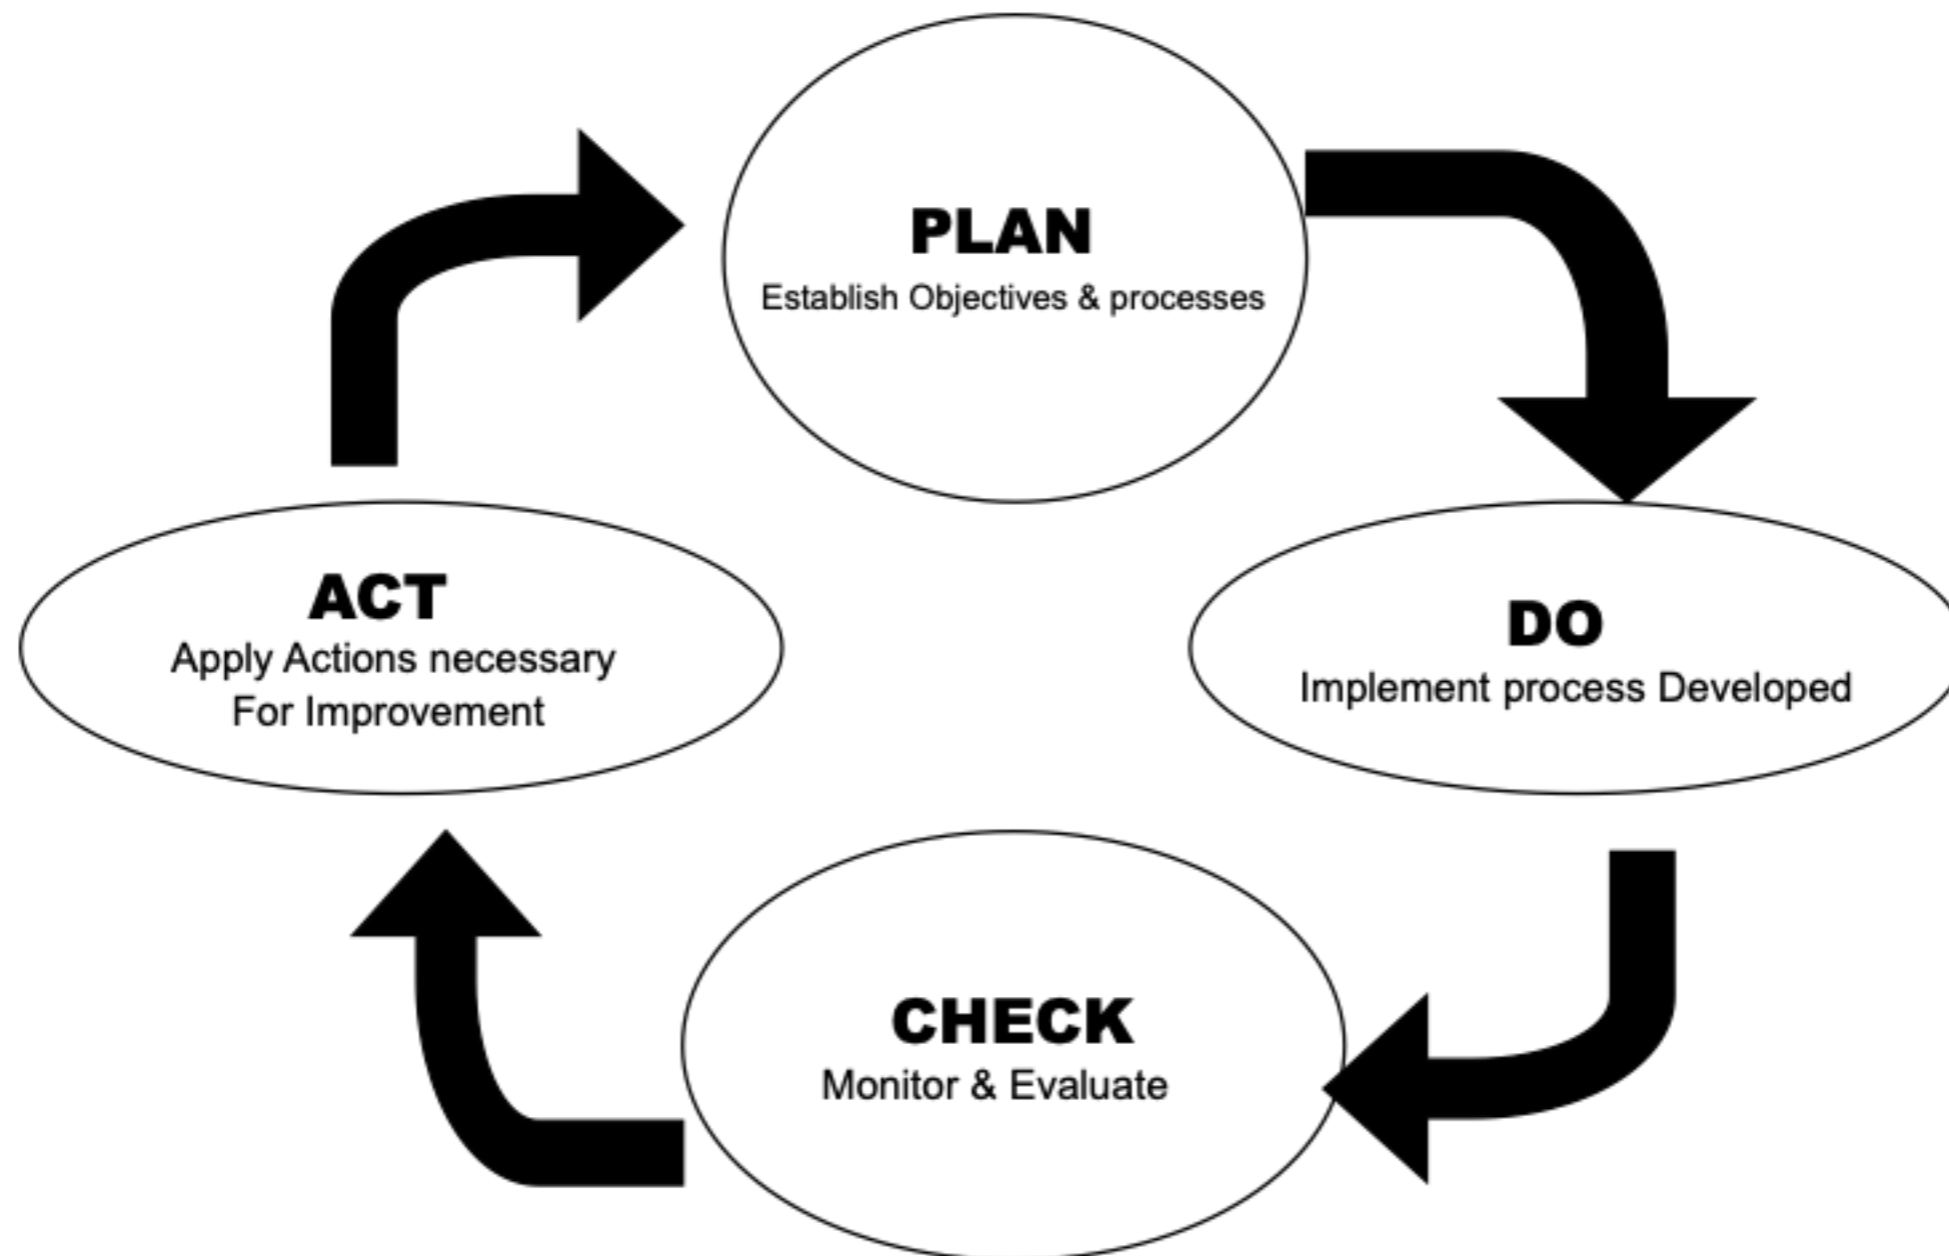 PLAN
Establish Objectives & processes
ACT
Apply Actions necessary
For Improvement
DO
Implement process Developed
CHECK
Monitor & Evaluate